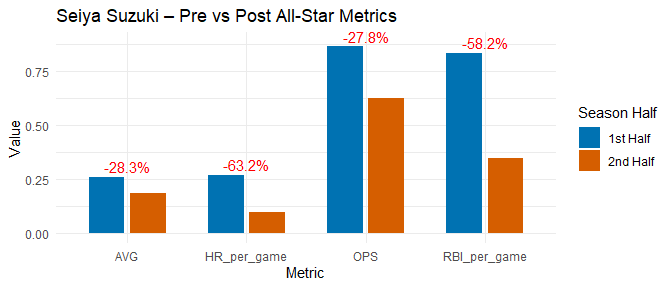 Seiya Suzuki – Pre vs Post All-Star Metrics
-27.8%
-58.2%
-28.3%
-63.2%
0.75
0.50
0.25
0.00
Value
AVG
HR_per_game
OPS
RBI_per_game
Metric
Season Half
1st Half
2nd Half